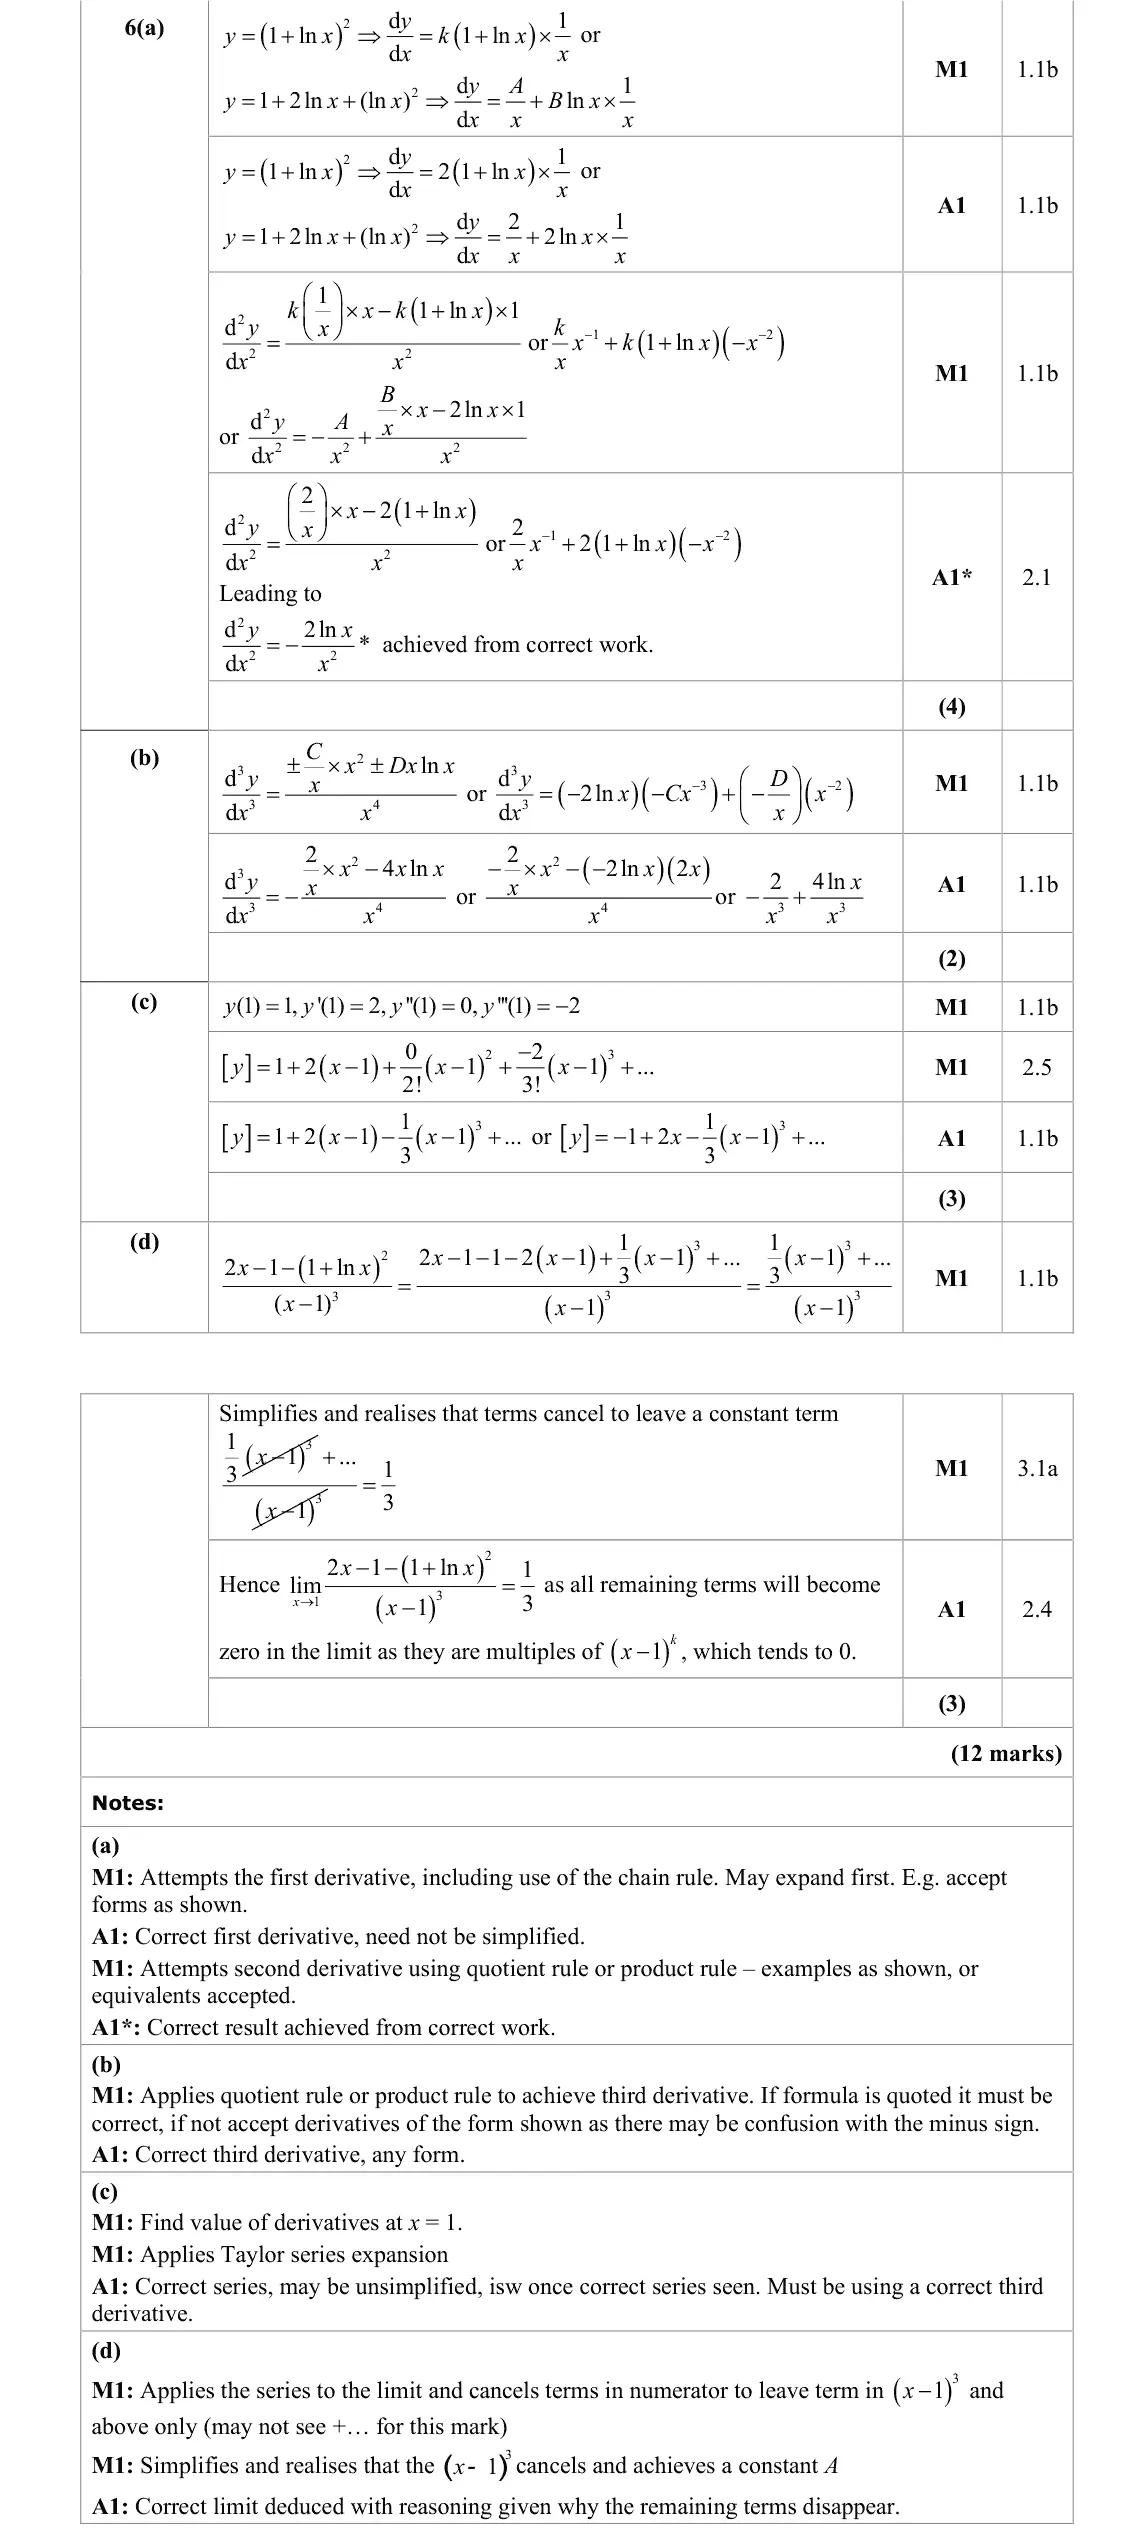 6(a)
y = (1 + ln x)² ⇒ dy/dx = k(1 + ln x) × 1/x or
y = 1 + 2 ln x + (ln x)² ⇒ dy/dx = A/x + B ln x × 1/x
M1 1.1b
y = (1 + ln x)² ⇒ dy/dx = 2(1 + ln x) × 1/x or
y = 1 + 2 ln x + (ln x)² ⇒ dy/dx = 2/x + 2 ln x × 1/x
A1 1.1b
d²y/dx² = (k(1/x) × x − k(1 + ln x) × 1)/x² or k/x x⁻¹ + k(1 + ln x)(−x⁻²)
or d²y/dx² = −A/x² + (B/x × x − 2 ln x × 1)/x²
M1 1.1b
d²y/dx² = ((2/x) × x − 2(1 + ln x))/x² or 2/x x⁻¹ + 2(1 + ln x)(−x⁻²)
Leading to
d²y/dx² = −(2 ln x)/x² * achieved from correct work.
A1* 2.1
(4)
(b)
d³y/dx³ = (± C/x × x² ± Dx ln x)/x⁴ or d³y/dx³ = (−2 ln x)(−Cx⁻³) + (−D/x)(x⁻²)
M1 1.1b
d³y/dx³ = −(2/x × x² − 4x ln x)/x⁴ or (−2/x × x² − (−2 ln x)(2x))/x⁴ or −2/x³ + (4 ln x)/x³
A1 1.1b
(2)
(c)
y(1) = 1, y'(1) = 2, y''(1) = 0, y'''(1) = −2
M1 1.1b
[y] = 1 + 2(x − 1) + 0/2! (x − 1)² + −2/3! (x − 1)³ + ...
M1 2.5
[y] = 1 + 2(x − 1) − 1/3 (x − 1)³ + ... or [y] = −1 + 2x − 1/3 (x − 1)³ + ...
A1 1.1b
(3)
(d)
(2x − 1 − (1 + ln x)²)/(x − 1)³ = (2x − 1 − 1 − 2(x − 1) + 1/3 (x − 1)³ + ...)/(x − 1)³ = (1/3 (x − 1)³ + ...)/(x − 1)³
M1 1.1b
Simplifies and realises that terms cancel to leave a constant term
(1/3 (x − 1)³ + ...)/(x − 1)³ = 1/3
M1 3.1a
Hence lim x→1 (2x − 1 − (1 + ln x)²)/(x − 1)³ = 1/3 as all remaining terms will become
zero in the limit as they are multiples of (x − 1)ᵏ, which tends to 0.
A1 2.4
(3)
(12 marks)
Notes:
(a)
M1: Attempts the first derivative, including use of the chain rule. May expand first. E.g. accept
forms as shown.
A1: Correct first derivative, need not be simplified.
M1: Attempts second derivative using quotient rule or product rule – examples as shown, or
equivalents accepted.
A1*: Correct result achieved from correct work.
(b)
M1: Applies quotient rule or product rule to achieve third derivative. If formula is quoted it must be
correct, if not accept derivatives of the form shown as there may be confusion with the minus sign.
A1: Correct third derivative, any form.
(c)
M1: Find value of derivatives at x = 1.
M1: Applies Taylor series expansion
A1: Correct series, may be unsimplified, isw once correct series seen. Must be using a correct third
derivative.
(d)
M1: Applies the series to the limit and cancels terms in numerator to leave term in (x − 1)³ and
above only (may not see +… for this mark)
M1: Simplifies and realises that the (x - 1)³ cancels and achieves a constant A
A1: Correct limit deduced with reasoning given why the remaining terms disappear.